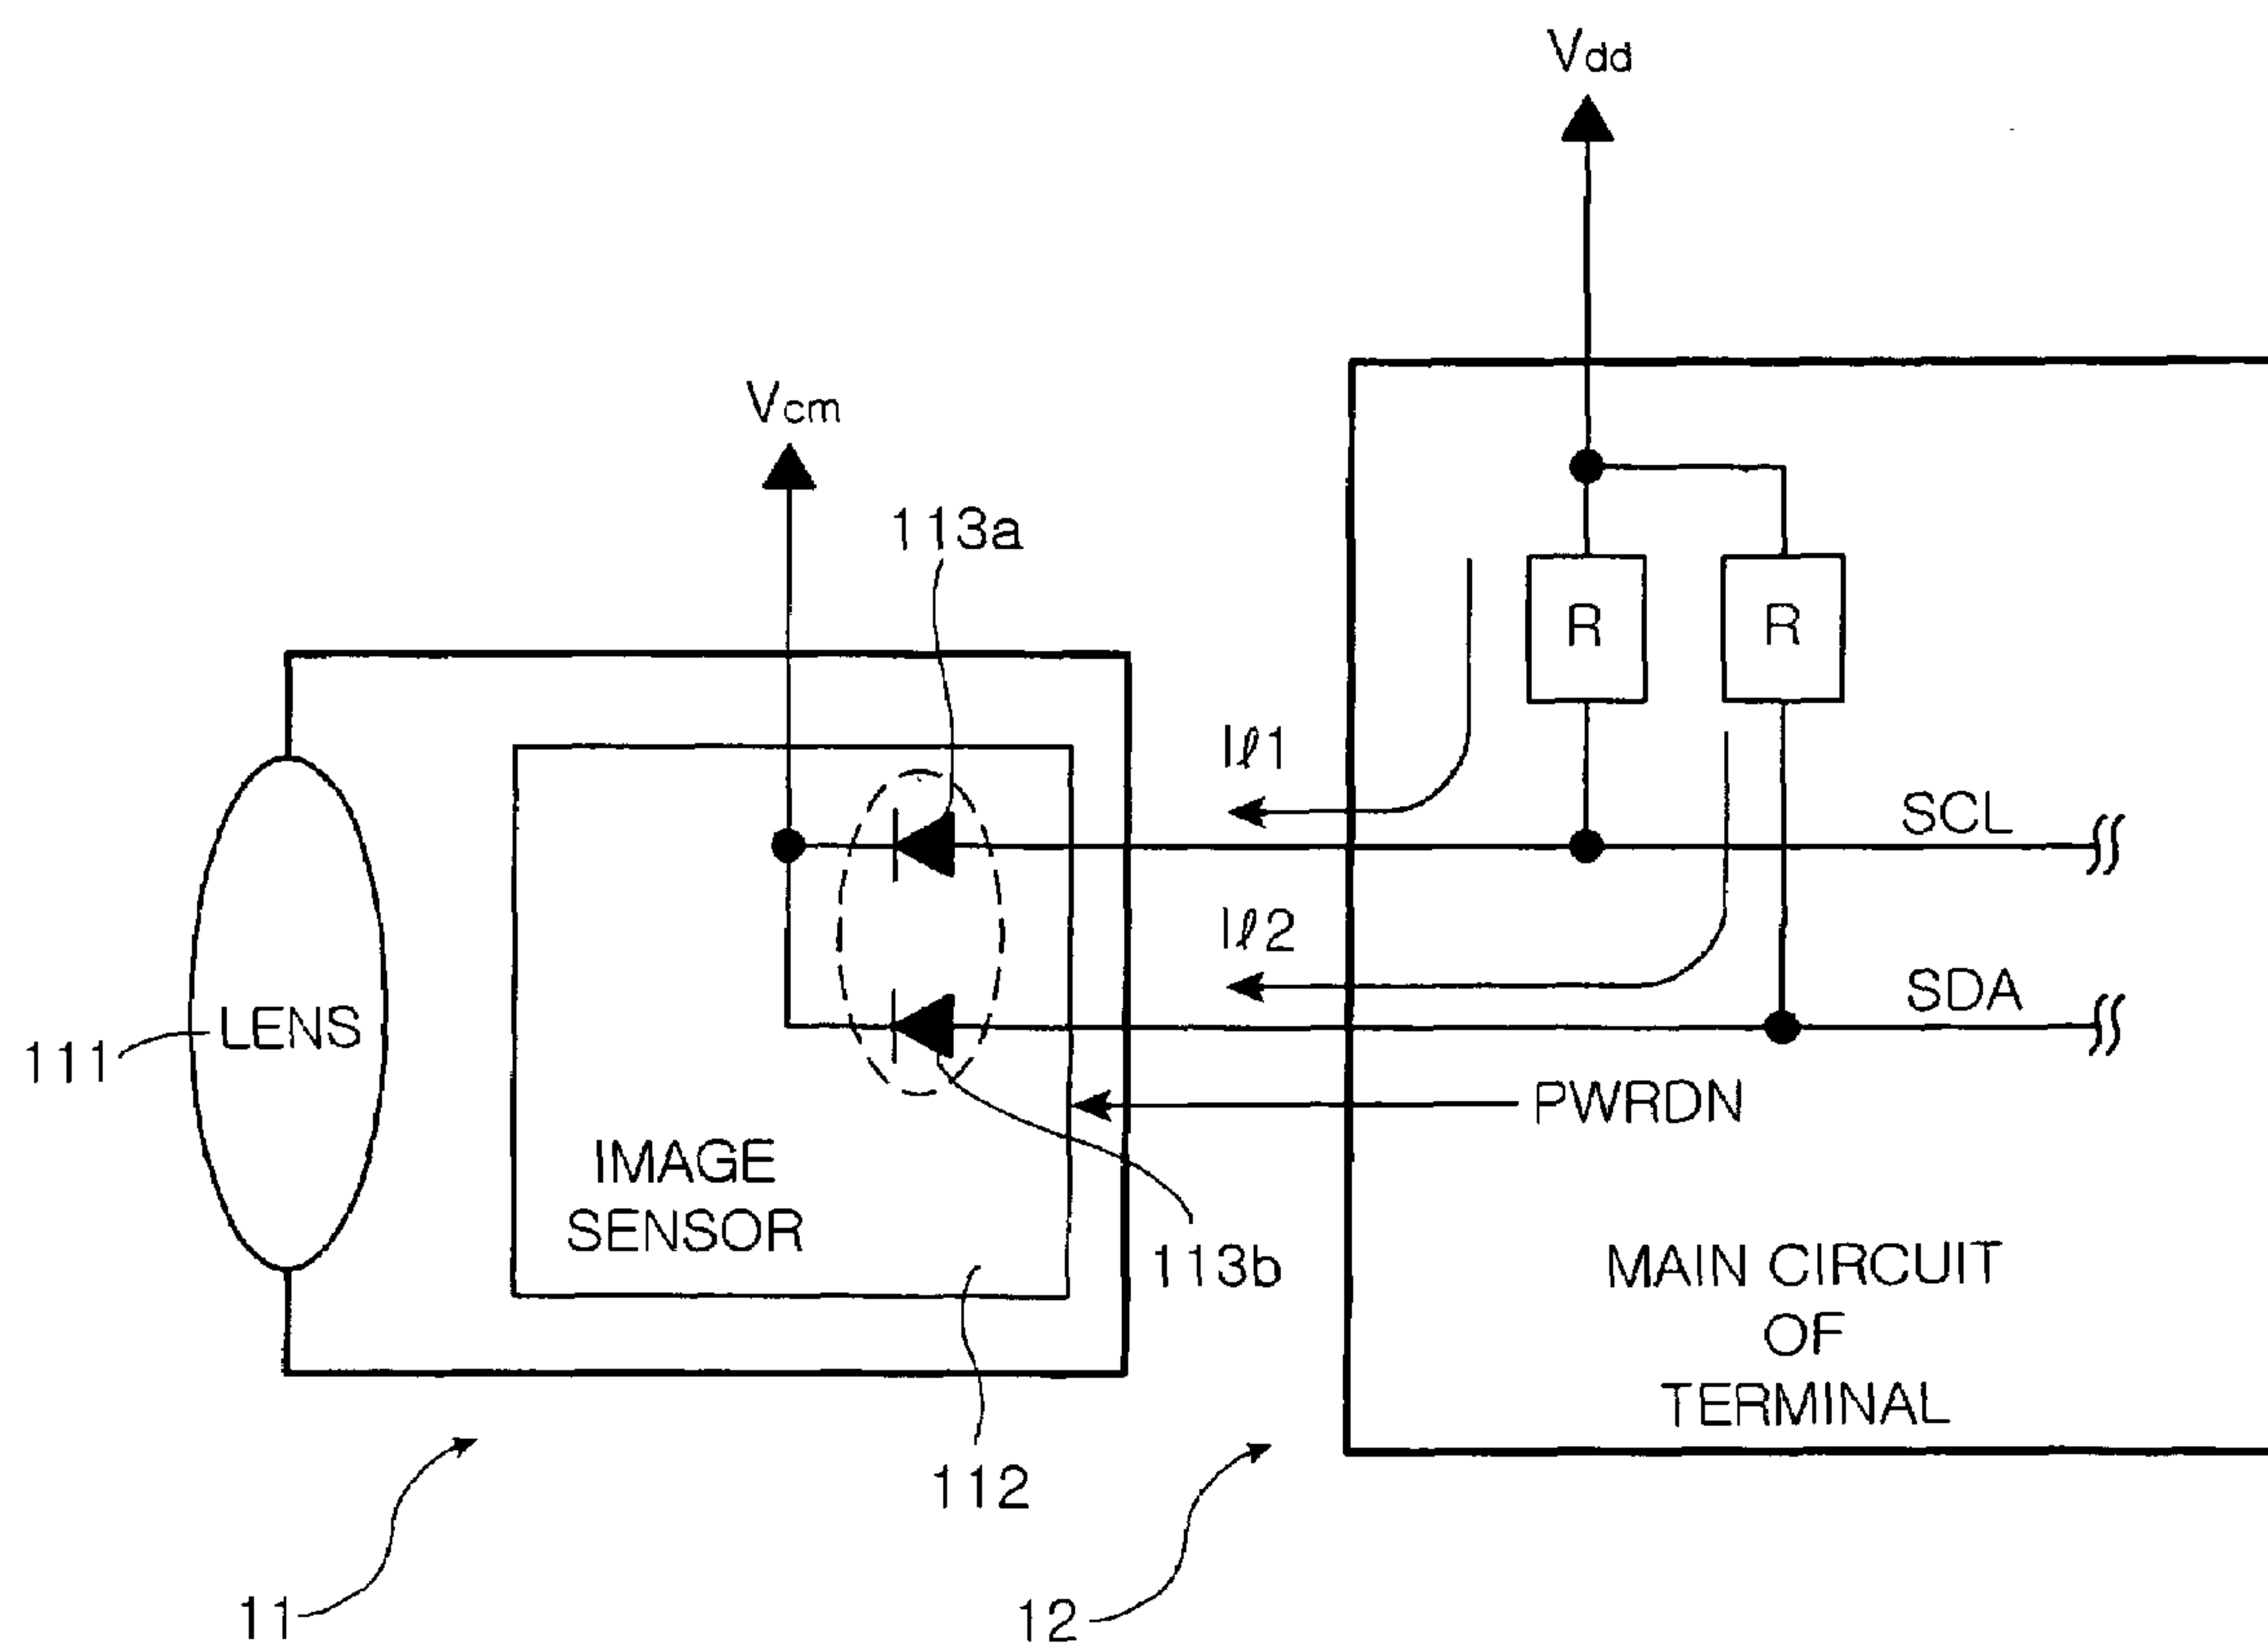 Vdd
Vcm
113a
R
R
Iℓ1
SCL
Iℓ2
SDA
LENS
111
PWRDN
IMAGE
SENSOR
113b
MAIN CIRCUIT
OF
TERMINAL
112
11
12